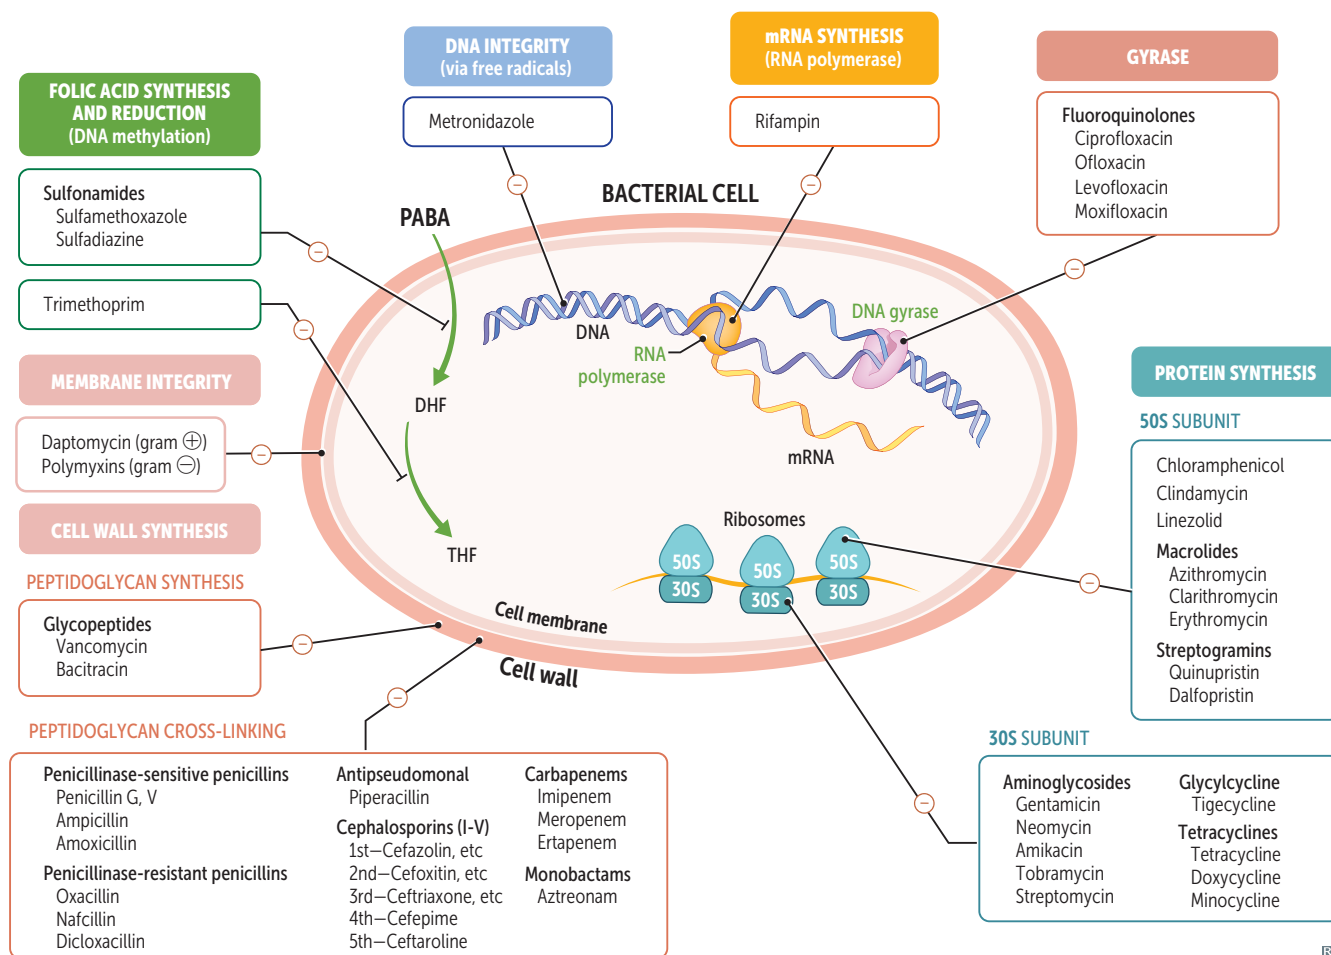 FOLIC ACID SYNTHESIS
AND REDUCTION
(DNA methylation)
Sulfonamides
Sulfamethoxazole
Sulfadiazine
Trimethoprim
DNA INTEGRITY
(via free radicals)
Metronidazole
mRNA SYNTHESIS
(RNA polymerase)
Rifampin
GYRASE
Fluoroquinolones
Ciprofloxacin
Ofloxacin
Levofloxacin
Moxifloxacin
BACTERIAL CELL
PABA
DHF
THF
DNA
RNA
polymerase
DNA gyrase
mRNA
Ribosomes
50S
30S
50S
30S
50S
30S
Cell membrane
Cell wall
MEMBRANE INTEGRITY
Daptomycin (gram ⊕)
Polymyxins (gram ⊖)
CELL WALL SYNTHESIS
PEPTIDOGLYCAN SYNTHESIS
Glycopeptides
Vancomycin
Bacitracin
PEPTIDOGLYCAN CROSS-LINKING
Penicillinase-sensitive penicillins
Penicillin G, V
Ampicillin
Amoxicillin
Penicillinase-resistant penicillins
Oxacillin
Nafcillin
Dicloxacillin
Antipseudomonal
Piperacillin
Cephalosporins (I-V)
1st—Cefazolin, etc
2nd—Cefoxitin, etc
3rd—Ceftriaxone, etc
4th—Cefepime
5th—Ceftaroline
Carbapenems
Imipenem
Meropenem
Ertapenem
Monobactams
Aztreonam
PROTEIN SYNTHESIS
50S SUBUNIT
Chloramphenicol
Clindamycin
Linezolid
Macrolides
Azithromycin
Clarithromycin
Erythromycin
Streptogramins
Quinupristin
Dalfopristin
30S SUBUNIT
Aminoglycosides
Gentamicin
Neomycin
Amikacin
Tobramycin
Streptomycin
Glycylcycline
Tigecycline
Tetracyclines
Tetracycline
Doxycycline
Minocycline